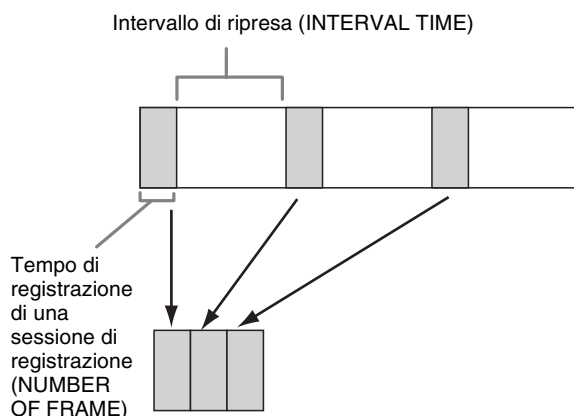 Intervallo di ripresa (INTERVAL TIME)
Tempo di
registrazione
di una
sessione di
registrazione
(NUMBER
OF FRAME)